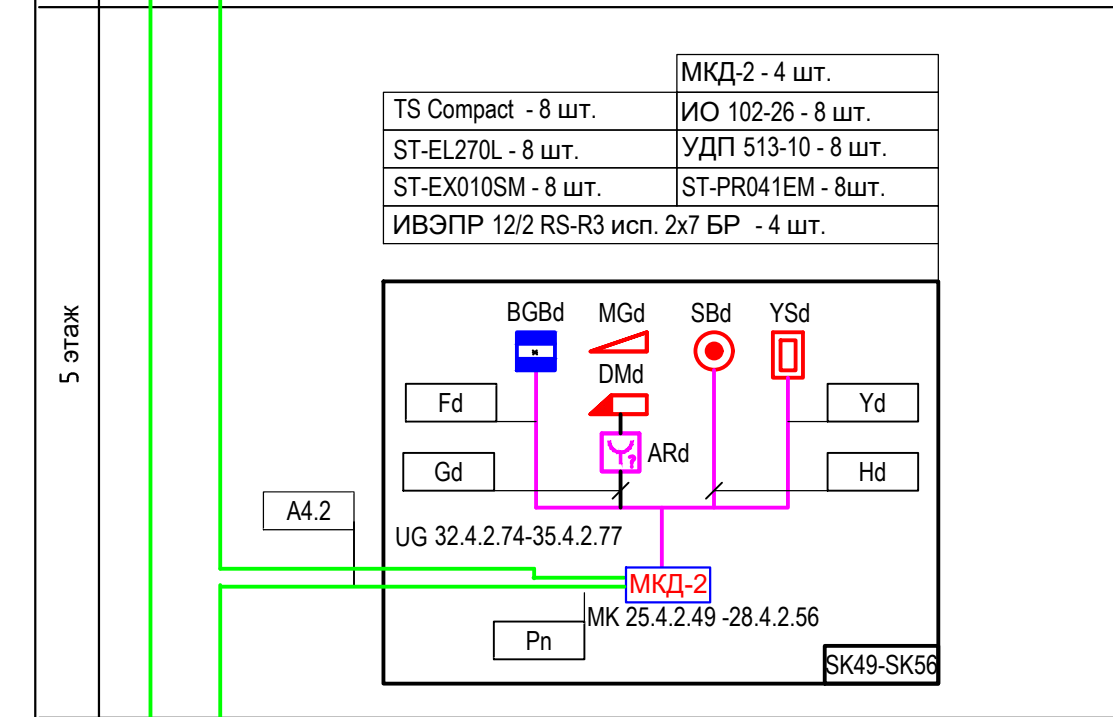 МКД-2 - 4 шт.
TS Compact - 8 шт.
ИО 102-26 - 8 шт.
ST-EL270L - 8 шт.
УДП 513-10 - 8 шт.
ST-EX010SM - 8 шт.
ST-PR041EM - 8шт.
ИВЭПР 12/2 RS-R3 исп. 2x7 БР - 4 шт.
5 этаж
BGBd
MGd
SBd
YSd
DMd
Fd
Yd
ARd
Gd
Hd
A4.2
UG 32.4.2.74-35.4.2.77
МКД-2
MK 25.4.2.49 -28.4.2.56
Pn
SK49-SK56